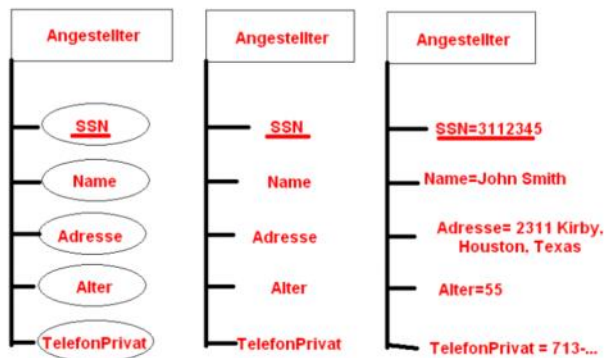 Angestellter
SSN
Name
Adresse
Alter
TelefonPrivat
Angestellter
SSN
Name
Adresse
Alter
TelefonPrivat
Angestellter
SSN=3112345
Name=John Smith
Adresse= 2311 Kirby,
Houston, Texas
Alter=55
TelefonPrivat = 713-...